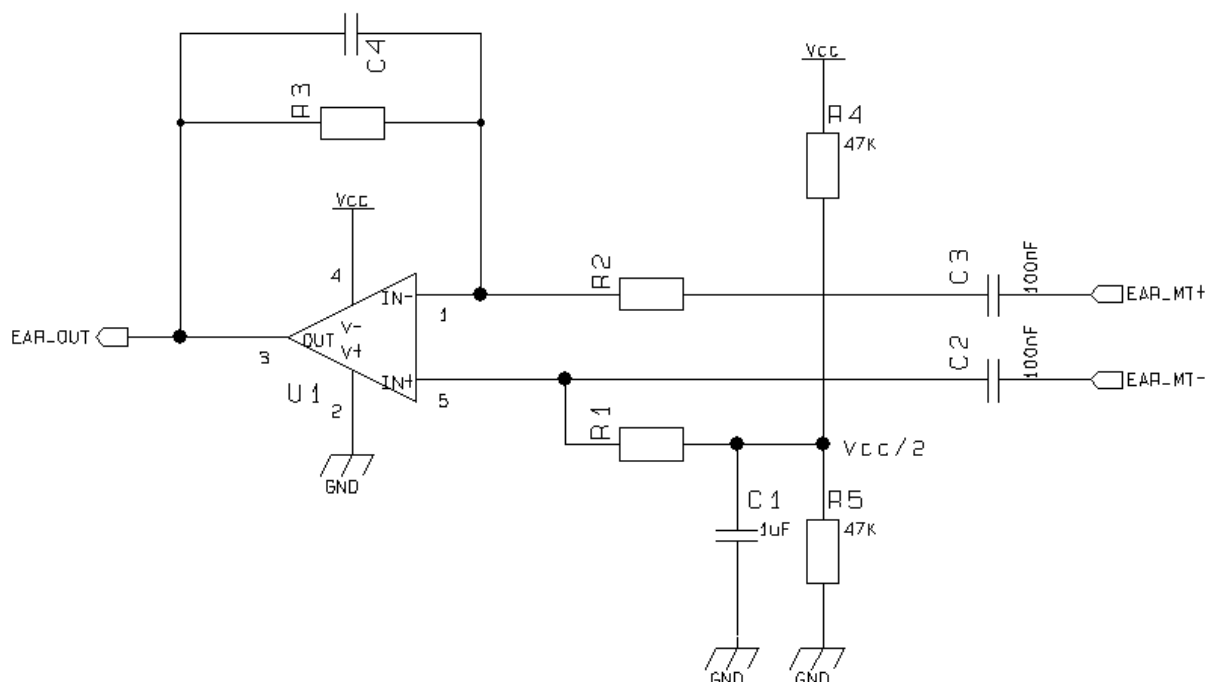 C4
R3
Vcc
R4
47K
Vcc
4
IN-
1
R2
C3
100nF
EAR_MT+
EAR_OUT
3
OUT
V-
V+
IN+
5
U1
2
C2
100nF
EAR_MT-
R1
Vcc/2
GND
C1
1uF
R5
47K
GND
GND